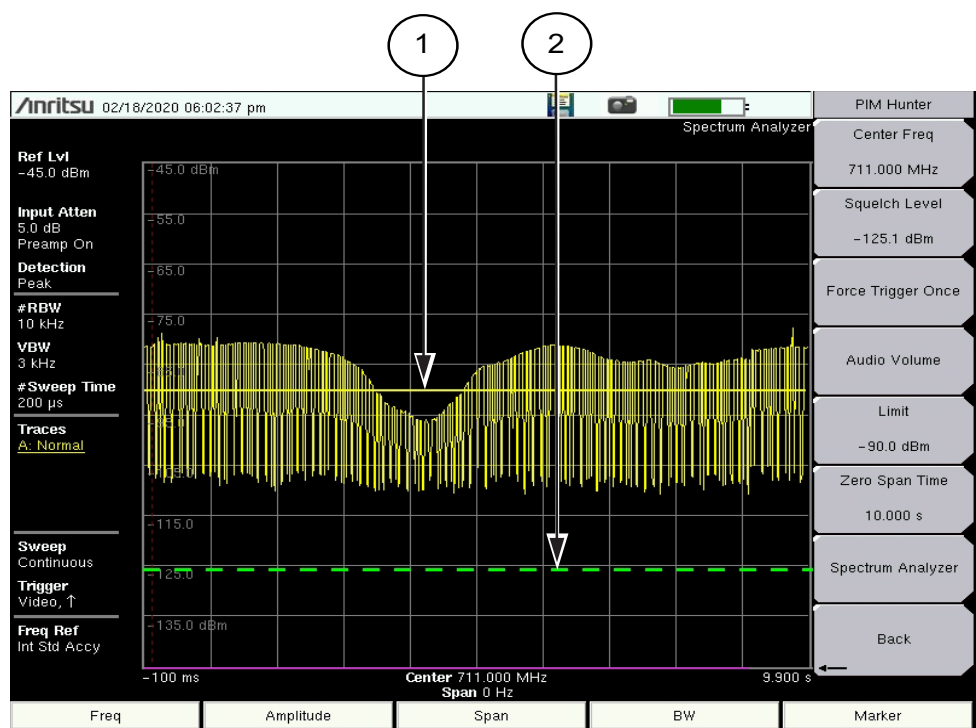 1
2
Anritsu 02/18/2020 06:02:37 pm
Spectrum Analyzer
Ref Lvl
-45.0 dBm
Input Atten
5.0 dB
Preamp On
Detection
Peak
#RBW
10 kHz
VBW
3 kHz
#Sweep Time
200 µs
Traces
A: Normal
Sweep
Continuous
Trigger
Video, ↑
Freq Ref
Int Std Accy
-45.0 dBm
-55.0
-65.0
-75.0
-115.0
-125.0
-135.0 dBm
-100 ms
Center 711.000 MHz
9.900 s
Span 0 Hz
PIM Hunter
Center Freq
711.000 MHz
Squelch Level
-125.1 dBm
Force Trigger Once
Audio Volume
Limit
-90.0 dBm
Zero Span Time
10.000 s
Spectrum Analyzer
Back
Freq
Amplitude
Span
BW
Marker